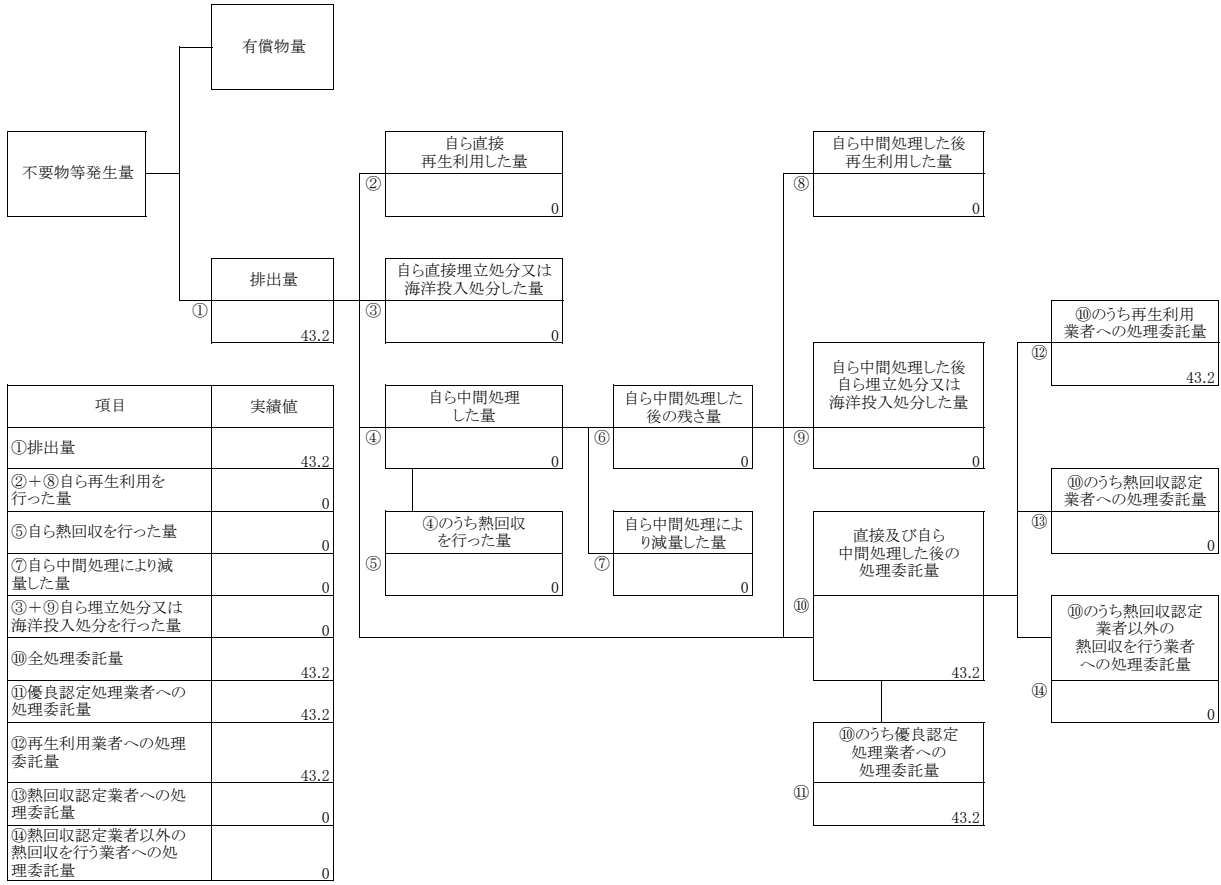 有償物量
不要物等発生量
自ら直接
再生利用した量
②
0
自ら中間処理した後
再生利用した量
⑧
0
排出量
①
43.2
自ら直接埋立処分又は
海洋投入処分した量
③
0
⑩のうち再生利用
業者への処理委託量
⑫
43.2
自ら中間処理
した量
④
0
自ら中間処理した
後の残さ量
⑥
0
自ら中間処理した後
自ら埋立処分又は
海洋投入処分した量
⑨
0
⑩のうち熱回収認定
業者への処理委託量
⑬
0
④のうち熱回収
を行った量
⑤
0
自ら中間処理によ
り減量した量
⑦
0
直接及び自ら
中間処理した後の
処理委託量
⑩
43.2
⑩のうち熱回収認定
業者以外の
熱回収を行う業者
への処理委託量
⑭
0
⑩のうち優良認定
処理業者への
処理委託量
⑪
43.2
項目 実績値
①排出量
43.2
②+⑧自ら再生利用を
行った量
0
⑤自ら熱回収を行った量
0
⑦自ら中間処理により減
量した量
0
③+⑨自ら埋立処分又は
海洋投入処分を行った量
0
⑩全処理委託量
43.2
⑪優良認定処理業者への
処理委託量
43.2
⑫再生利用業者への処理
委託量
43.2
⑬熱回収認定業者への処
理委託量
0
⑭熱回収認定業者以外の
熱回収を行う業者への処
理委託量
0